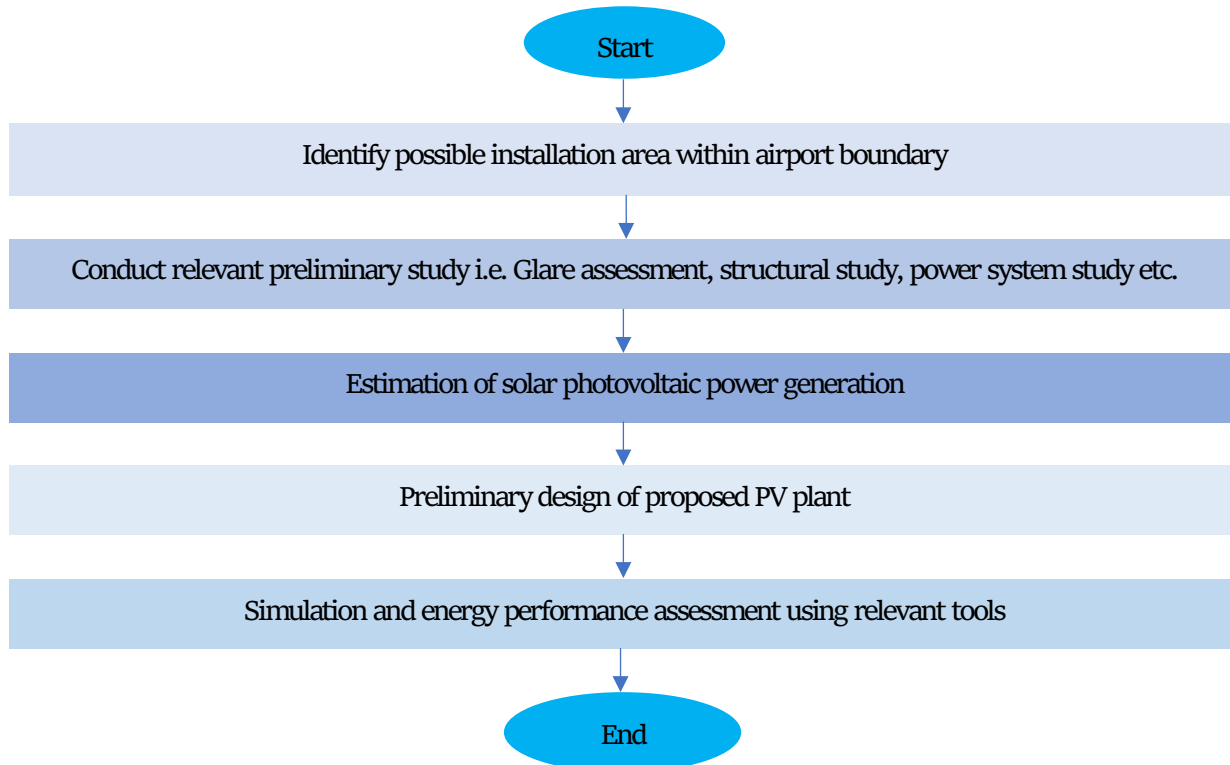 Start
Identify possible installation area within airport boundary
Conduct relevant preliminary study i.e. Glare assessment, structural study, power system study etc.
Estimation of solar photovoltaic power generation
Preliminary design of proposed PV plant
Simulation and energy performance assessment using relevant tools
End